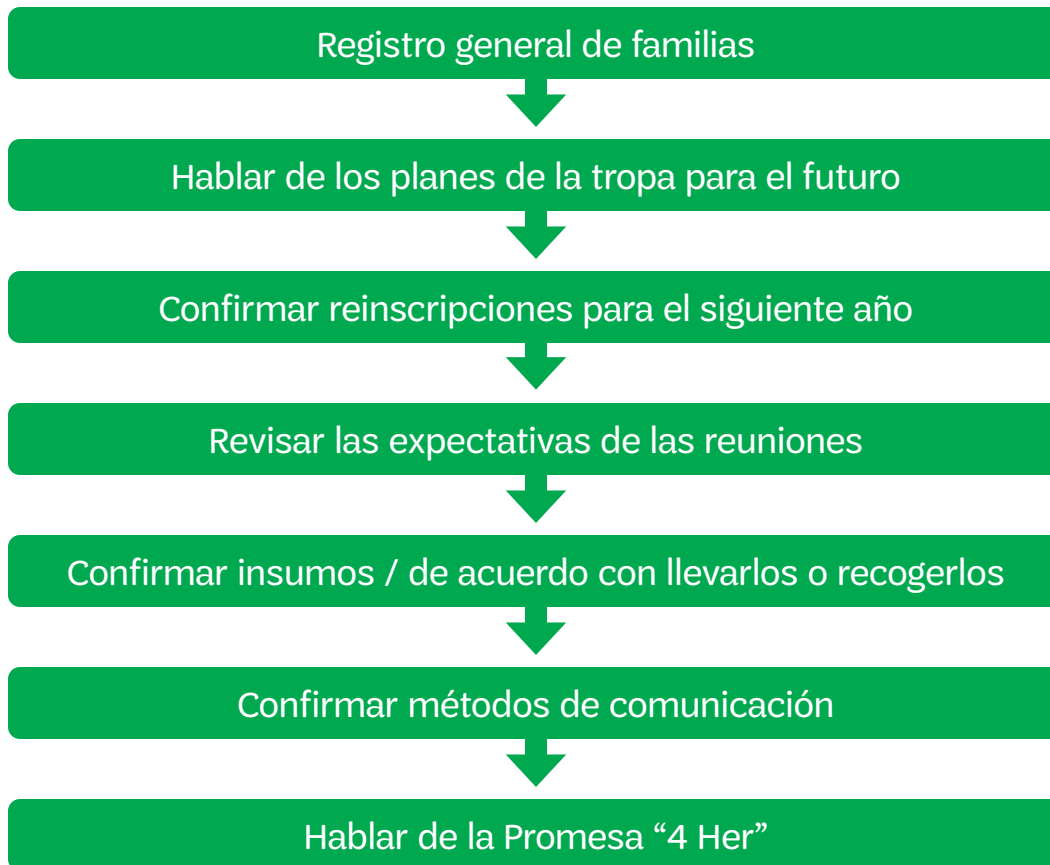 Registro general de familias
Hablar de los planes de la tropa para el futuro
Confirmar reinscripciones para el siguiente año
Revisar las expectativas de las reuniones
Confirmar insumos / de acuerdo con llevarlos o recogerlos
Confirmar métodos de comunicación
Hablar de la Promesa “4 Her”